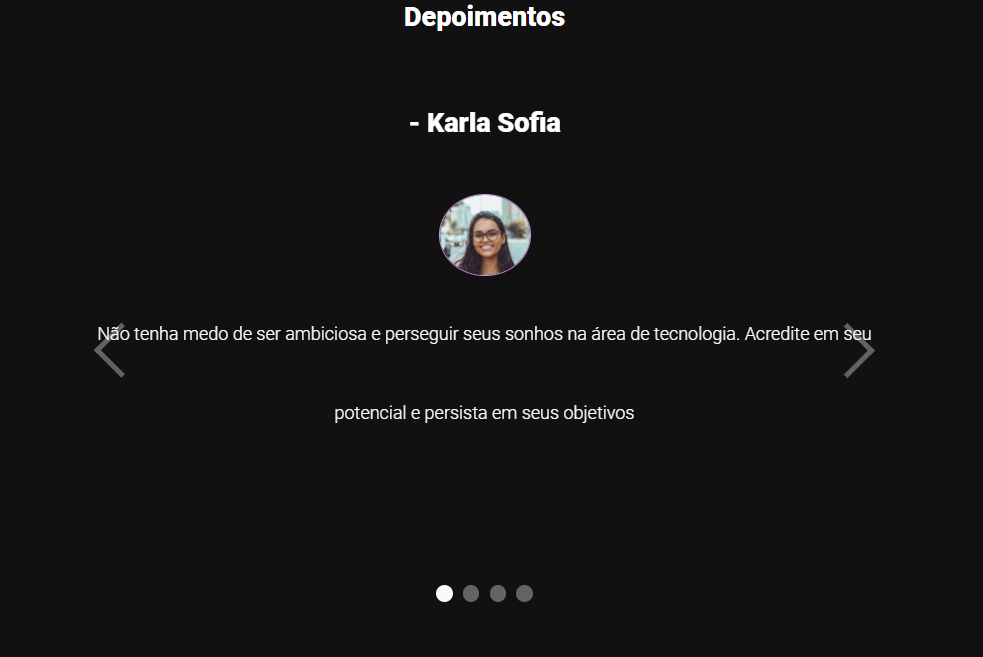 Depoimentos
- Karla Sofia
Não tenha medo de ser ambiciosa e perseguir seus sonhos na área de tecnologia. Acredite em seu
potencial e persista em seus objetivos